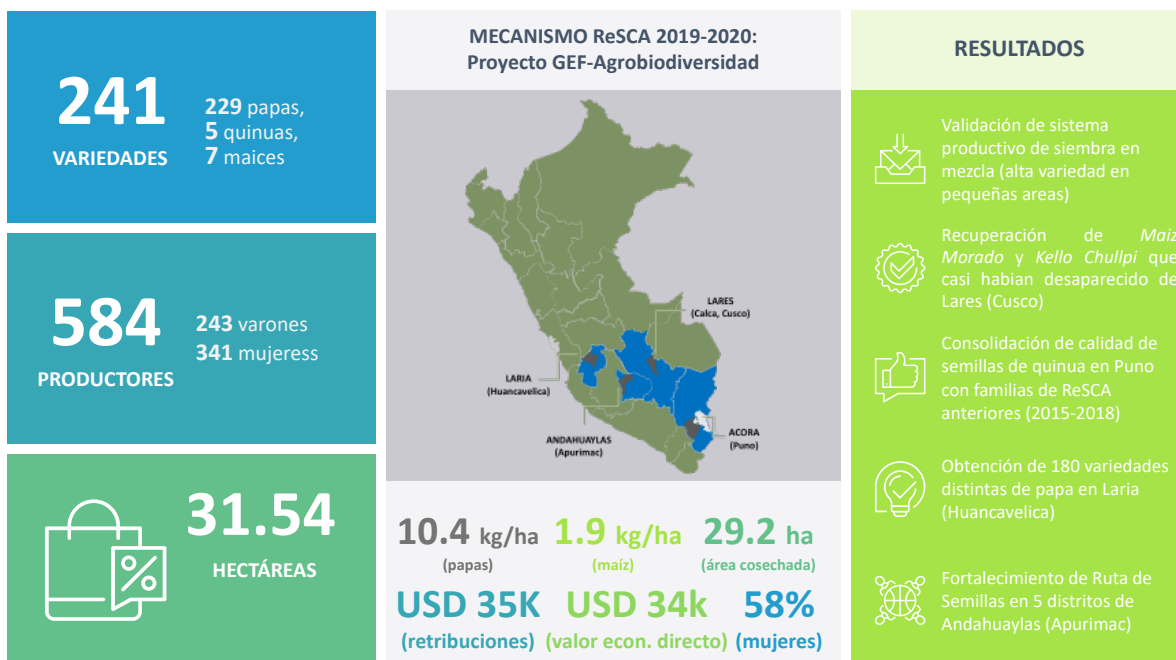 241
VARIEDADES
229 papas,
5 quinuas,
7 maices
584
PRODUCTORES
243 varones
341 mujeress
31.54
HECTÁREAS
%
MECANISMO ReSCA 2019-2020:
Proyecto GEF-Agrobiodiversidad
LARES
(Calca, Cusco)
LARIA
(Huancavelica)
ANDAHUAYLAS
(Apurimac)
ACORA
(Puno)
10.4 kg/ha
(papas)
1.9 kg/ha
(maíz)
29.2 ha
(área cosechada)
USD 35K
(retribuciones)
USD 34k
(valor econ. directo)
58%
(mujeres)
RESULTADOS
Validación de sistema
productivo de siembra en
mezcla (alta variedad en
pequeñas areas)
Recuperación de Maiz
Morado y Kello Chullpi que
casi habian desaparecido de
Lares (Cusco)
Consolidación de calidad de
semillas de quinua en Puno
con familias de ReSCA
anteriores (2015-2018)
Obtención de 180 variedades
distintas de papa en Laria
(Huancavelica)
Fortalecimiento de Ruta de
Semillas en 5 distritos de
Andahuaylas (Apurimac)